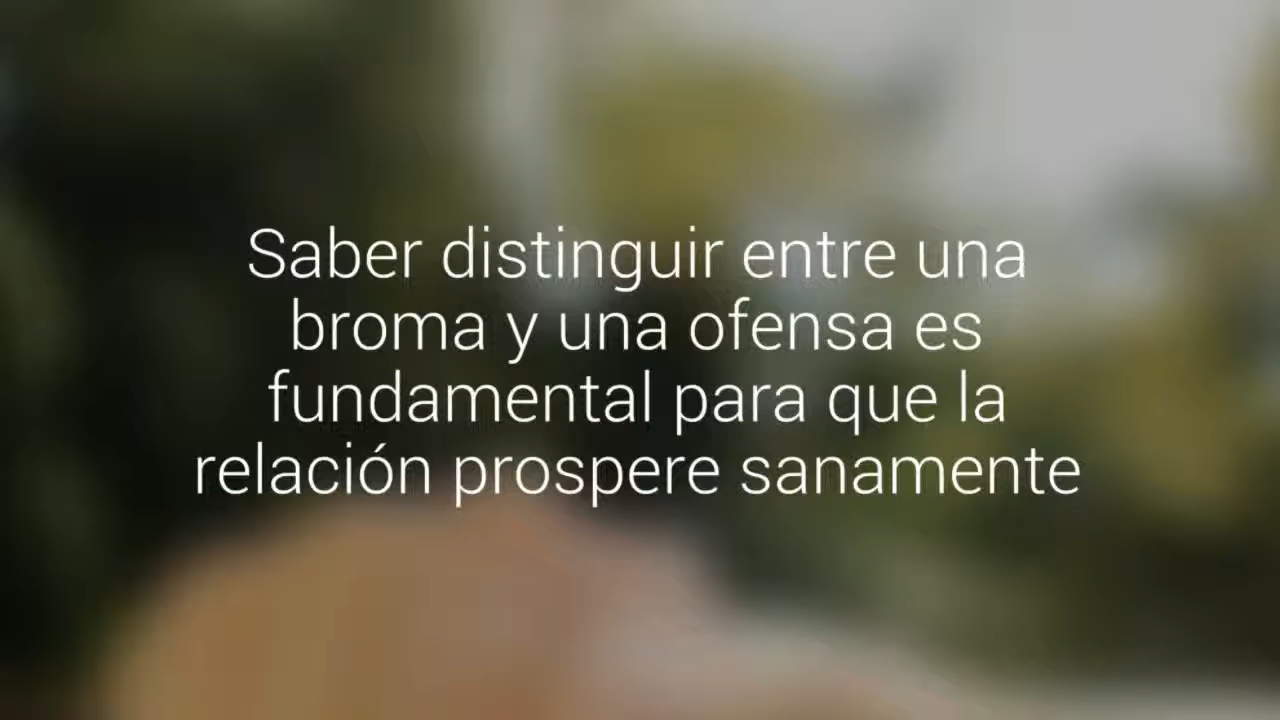 Saber distinguir entre una
broma y una ofensa es
fundamental para que la
relación prospere sanamente